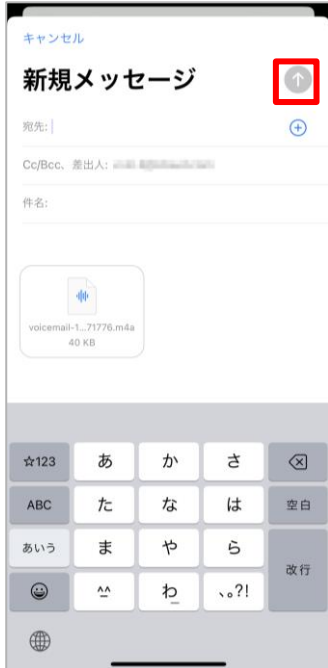 キャンセル
新規メッセージ
宛先:
Cc/Bcc、差出人:
件名:
voicemail-1...71776.m4a
40 KB
☆123 あ か さ
ABC た な は 空白
あいう ま や ら 改行
^^ わ 、。?!